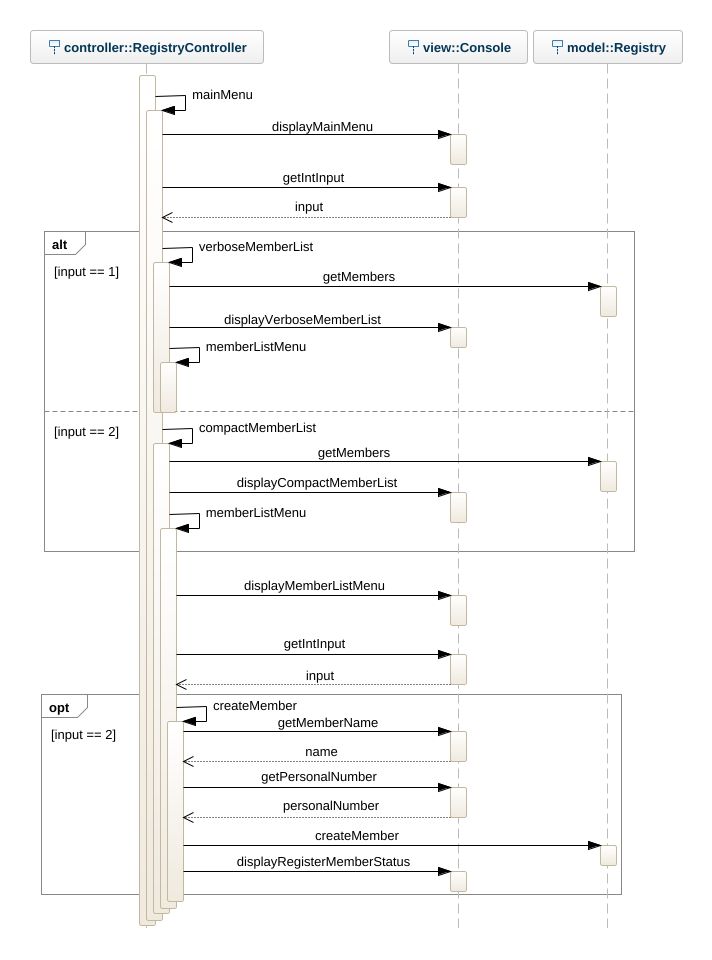 controller::RegistryController
view::Console
model::Registry
mainMenu
displayMainMenu
getIntInput
input
alt
verboseMemberList
[input == 1]
getMembers
displayVerboseMemberList
memberListMenu
[input == 2]
compactMemberList
getMembers
displayCompactMemberList
memberListMenu
displayMemberListMenu
getIntInput
input
opt
createMember
getMemberName
[input == 2]
name
getPersonalNumber
personalNumber
createMember
displayRegisterMemberStatus